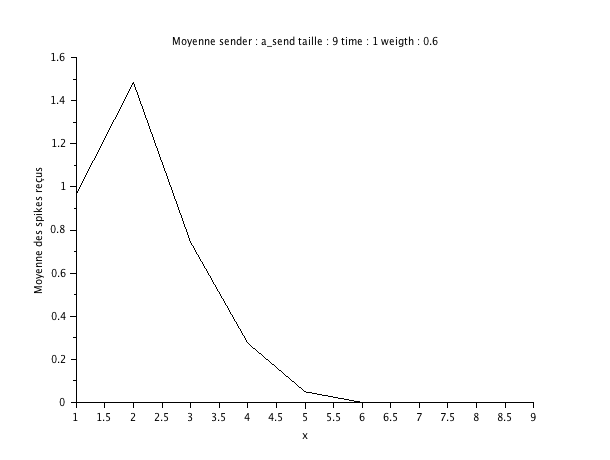 Moyenne sender : a_send taille : 9 time : 1 weigth : 0.6
1.6
1.4
1.2
1
0.8
0.6
0.4
0.2
0
Moyenne des spikes reçus
1 1.5 2 2.5 3 3.5 4 4.5 5 5.5 6 6.5 7 7.5 8 8.5 9
x